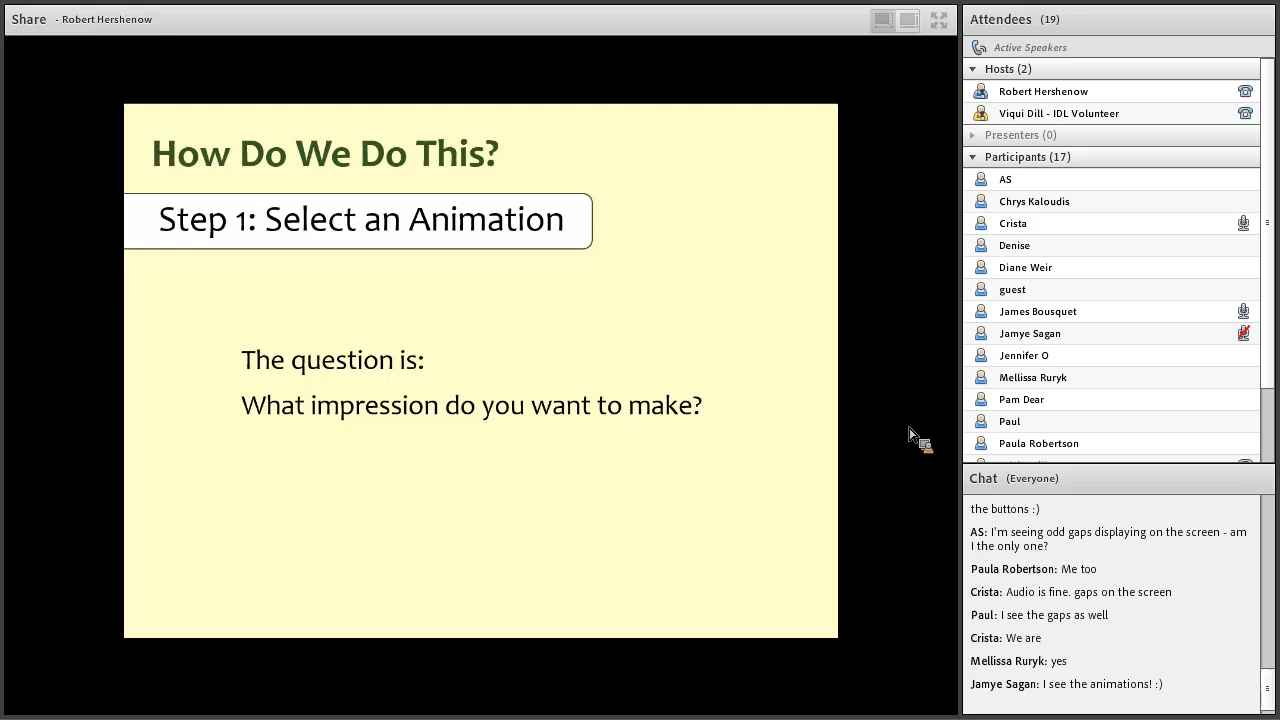 Share - Robert Hershenow
How Do We Do This?
Step 1: Select an Animation
The question is:
What impression do you want to make?
Attendees (19)
Active Speakers
Hosts (2)
Robert Hershenow
Viqui Dill - IDL Volunteer
Presenters (0)
Participants (17)
AS
Chrys Kaloudis
Crista
Denise
Diane Weir
guest
James Bousquet
Jamye Sagan
Jennifer O
Mellissa Ruryk
Pam Dear
Paul
Paula Robertson
Chat (Everyone)
the buttons :)
AS: I'm seeing odd gaps displaying on the screen - am
I the only one?
Paula Robertson: Me too
Crista: Audio is fine. gaps on the screen
Paul: I see the gaps as well
Crista: We are
Mellissa Ruryk: yes
Jamye Sagan: I see the animations! :)